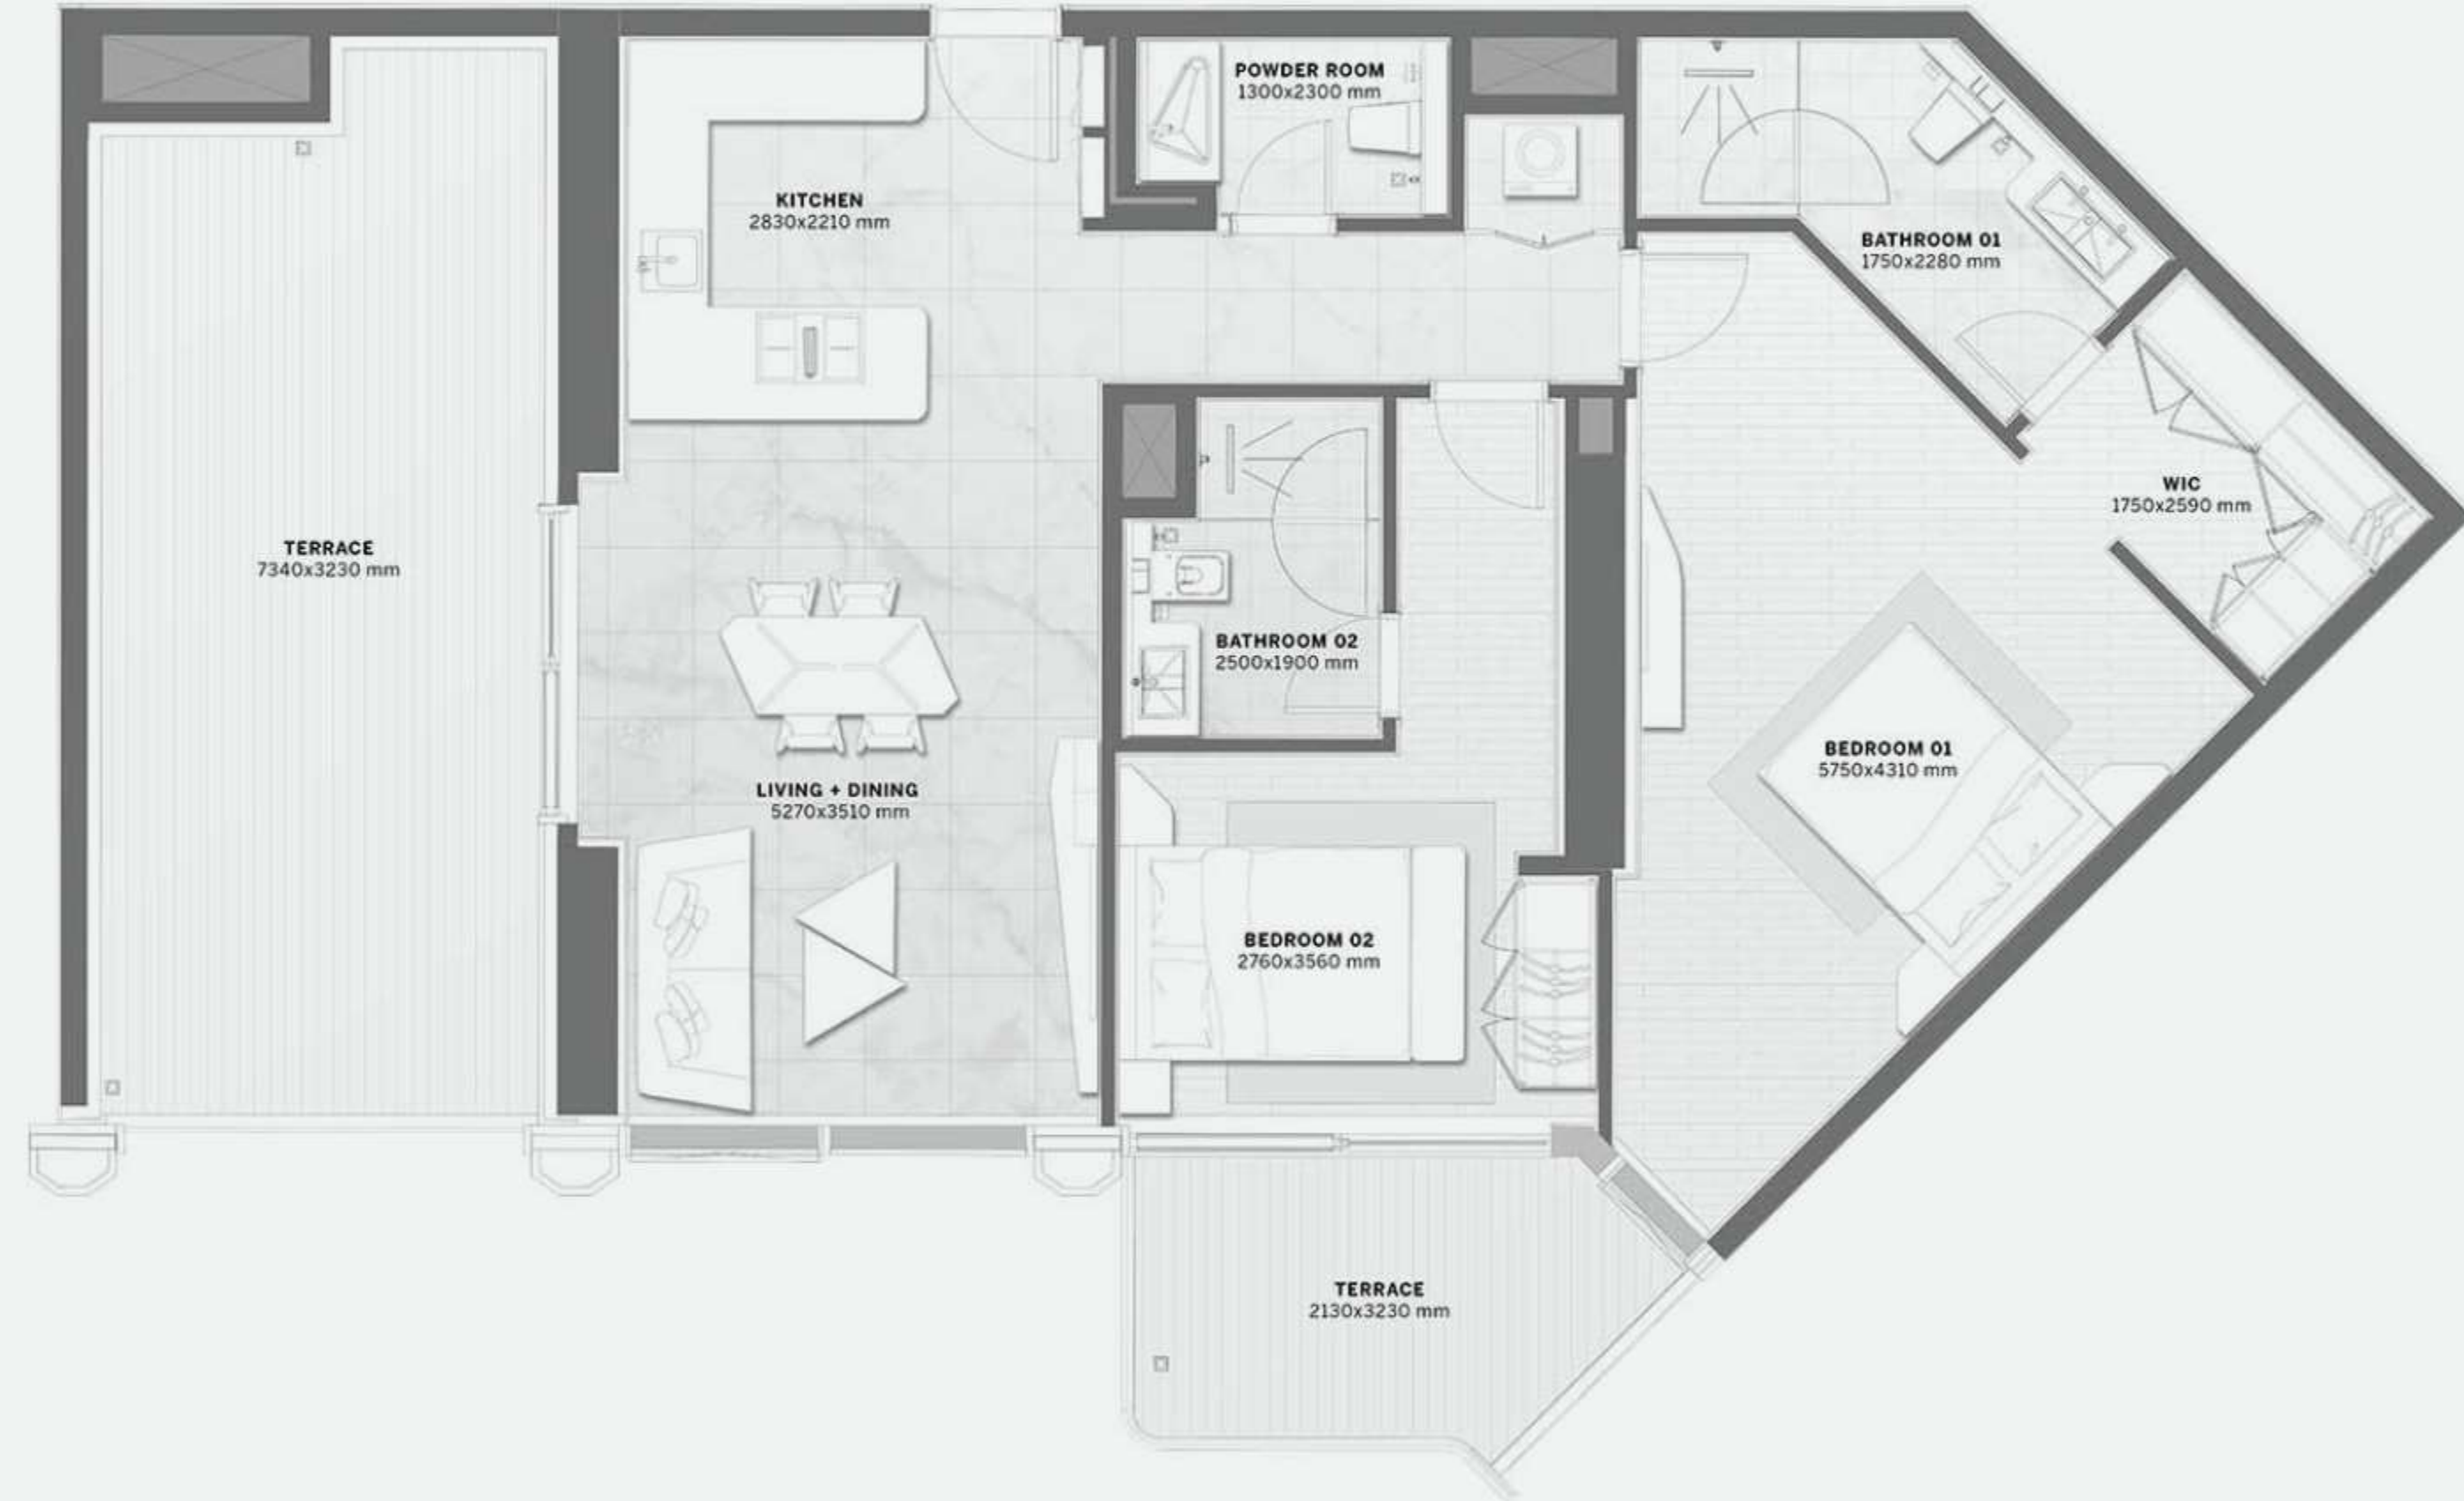 POWDER ROOM
1300x2300 mm
KITCHEN
2830x2210 mm
BATHROOM 01
1750x2280 mm
WIC
1750x2590 mm
TERRACE
7340x3230 mm
BATHROOM 02
2500x1900 mm
BEDROOM 01
5750x4310 mm
LIVING + DINING
5270x3510 mm
BEDROOM 02
2760x3560 mm
TERRACE
2130x3230 mm